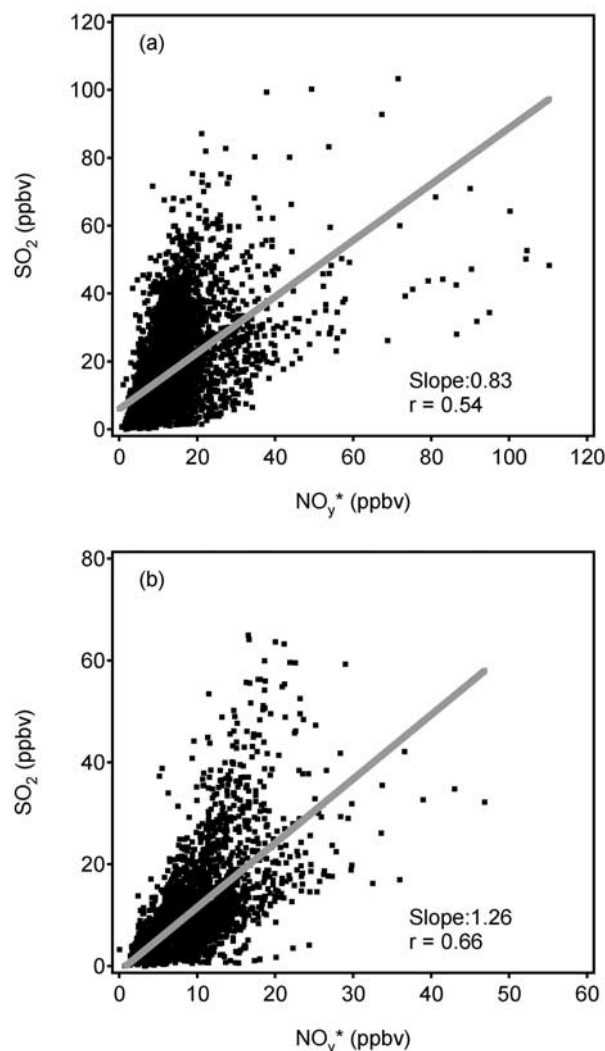 (a)
120
100
80
60
40
20
0
SO2 (ppbv)
Slope:0.83
r = 0.54
0 20 40 60 80 100 120
NOy* (ppbv)
(b)
80
60
40
20
0
SO2 (ppbv)
Slope:1.26
r = 0.66
0 10 20 30 40 50 60
NOy* (ppbv)